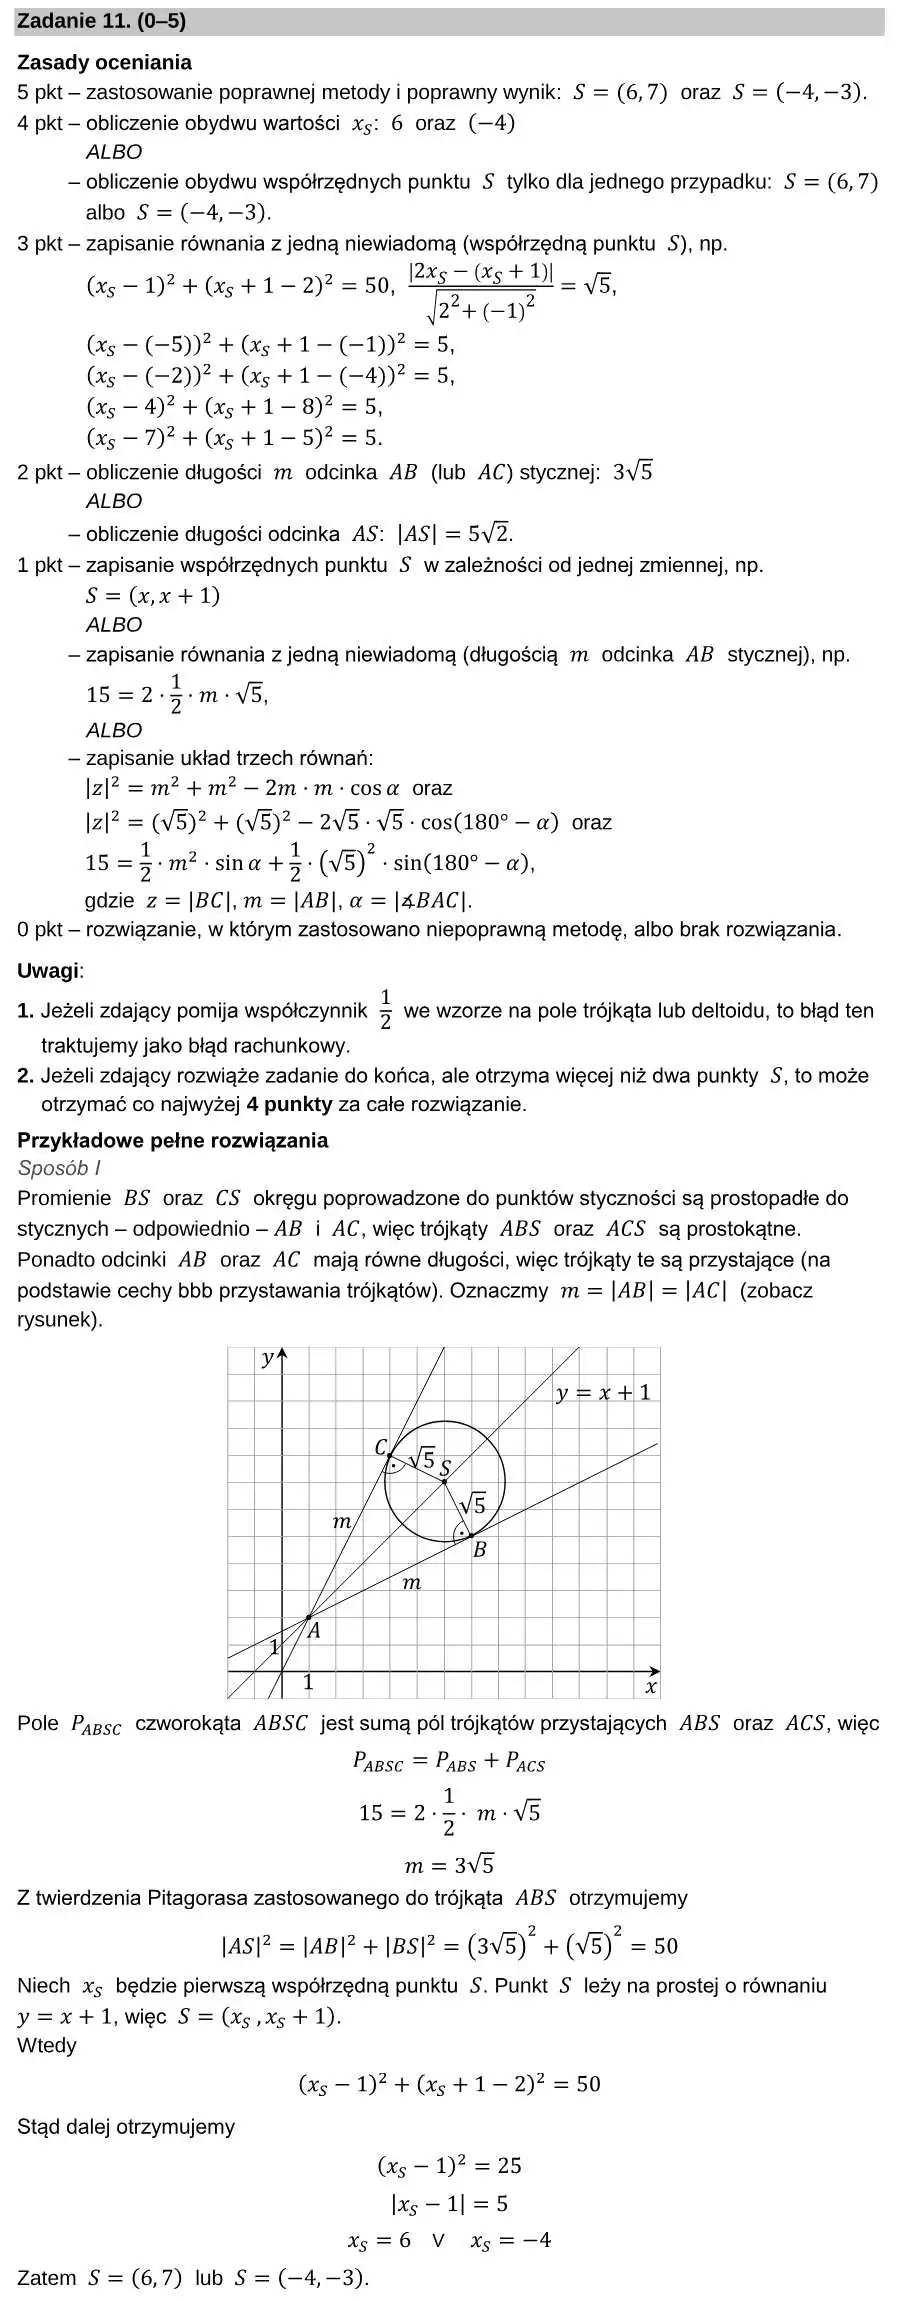 Zadanie 11. (0–5)
Zasady oceniania
5 pkt – zastosowanie poprawnej metody i poprawny wynik: S = (6, 7) oraz S = (−4, −3).
4 pkt – obliczenie obydwu wartości x_S: 6 oraz (−4)
ALBO
– obliczenie obydwu współrzędnych punktu S tylko dla jednego przypadku: S = (6, 7)
albo S = (−4, −3).
3 pkt – zapisanie równania z jedną niewiadomą (współrzędną punktu S), np.
(x_S − 1)² + (x_S + 1 − 2)² = 50, |2x_S − (x_S + 1)| / √(2² + (−1)²) = √5,
(x_S − (−5))² + (x_S + 1 − (−1))² = 5,
(x_S − (−2))² + (x_S + 1 − (−4))² = 5,
(x_S − 4)² + (x_S + 1 − 8)² = 5,
(x_S − 7)² + (x_S + 1 − 5)² = 5.
2 pkt – obliczenie długości m odcinka AB (lub AC) stycznej: 3√5
ALBO
– obliczenie długości odcinka AS: |AS| = 5√2.
1 pkt – zapisanie współrzędnych punktu S w zależności od jednej zmiennej, np.
S = (x, x + 1)
ALBO
– zapisanie równania z jedną niewiadomą (długością m odcinka AB stycznej), np.
15 = 2 · 1/2 · m · √5,
ALBO
– zapisanie układ trzech równań:
|z|² = m² + m² − 2m · m · cos α oraz
|z|² = (√5)² + (√5)² − 2√5 · √5 · cos(180° − α) oraz
15 = 1/2 · m² · sin α + 1/2 · (√5)² · sin(180° − α),
gdzie z = |BC|, m = |AB|, α = |∡BAC|.
0 pkt – rozwiązanie, w którym zastosowano niepoprawną metodę, albo brak rozwiązania.
Uwagi:
1. Jeżeli zdający pomija współczynnik 1/2 we wzorze na pole trójkąta lub deltoidu, to błąd ten
traktujemy jako błąd rachunkowy.
2. Jeżeli zdający rozwiąże zadanie do końca, ale otrzyma więcej niż dwa punkty S, to może
otrzymać co najwyżej 4 punkty za całe rozwiązanie.
Przykładowe pełne rozwiązania
Sposób I
Promienie BS oraz CS okręgu poprowadzone do punktów styczności są prostopadłe do
stycznych – odpowiednio – AB i AC, więc trójkąty ABS oraz ACS są prostokątne.
Ponadto odcinki AB oraz AC mają równe długości, więc trójkąty te są przystające (na
podstawie cechy bbb przystawania trójkątów). Oznaczmy m = |AB| = |AC| (zobacz
rysunek).
y
y = x + 1
C
√5
S
√5
m
B
m
A
1
1
x
Pole P_ABSC czworokąta ABSC jest sumą pól trójkątów przystających ABS oraz ACS, więc
P_ABSC = P_ABS + P_ACS
15 = 2 · 1/2 · m · √5
m = 3√5
Z twierdzenia Pitagorasa zastosowanego do trójkąta ABS otrzymujemy
|AS|² = |AB|² + |BS|² = (3√5)² + (√5)² = 50
Niech x_S będzie pierwszą współrzędną punktu S. Punkt S leży na prostej o równaniu
y = x + 1, więc S = (x_S , x_S + 1).
Wtedy
(x_S − 1)² + (x_S + 1 − 2)² = 50
Stąd dalej otrzymujemy
(x_S − 1)² = 25
|x_S − 1| = 5
x_S = 6 ∨ x_S = −4
Zatem S = (6, 7) lub S = (−4, −3).